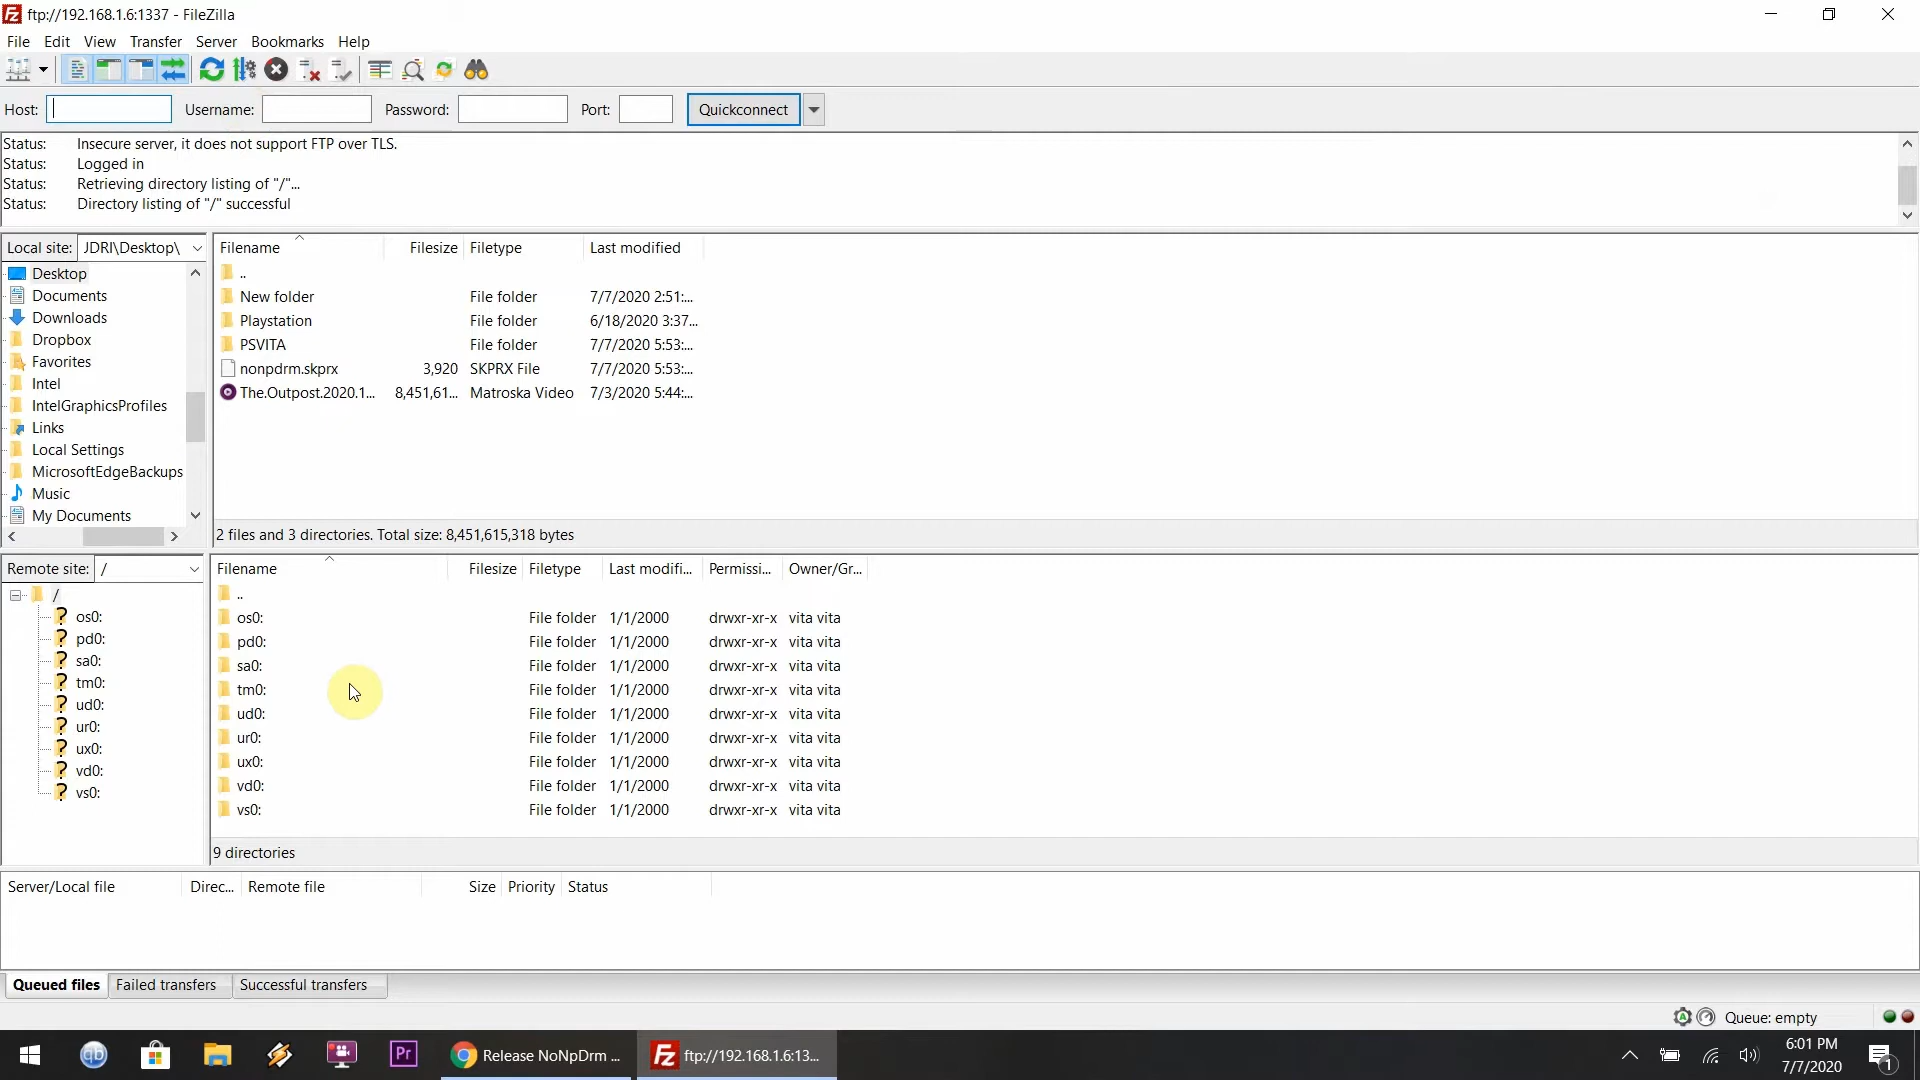 ftp://192.168.1.6:1337 - FileZilla
File Edit View Transfer Server Bookmarks Help
Host: Username: Password: Port: Quickconnect
Status: Insecure server, it does not support FTP over TLS.
Status: Logged in
Status: Retrieving directory listing of "/"...
Status: Directory listing of "/" successful
Local site: JDRI\Desktop\
Desktop
Documents
Downloads
Dropbox
Favorites
Intel
IntelGraphicsProfiles
Links
Local Settings
MicrosoftEdgeBackups
Music
My Documents
Filename Filesize Filetype Last modified
..
New folder File folder 7/7/2020 2:51:...
Playstation File folder 6/18/2020 3:37...
PSVITA File folder 7/7/2020 5:53:...
nonpdrm.skprx 3,920 SKPRX File 7/7/2020 5:53:...
The.Outpost.2020.1... 8,451,61... Matroska Video 7/3/2020 5:44:...
2 files and 3 directories. Total size: 8,451,615,318 bytes
Remote site: /
/
os0:
pd0:
sa0:
tm0:
ud0:
ur0:
ux0:
vd0:
vs0:
Filename Filesize Filetype Last modifi... Permissi... Owner/Gr...
..
os0: File folder 1/1/2000 drwxr-xr-x vita vita
pd0: File folder 1/1/2000 drwxr-xr-x vita vita
sa0: File folder 1/1/2000 drwxr-xr-x vita vita
tm0: File folder 1/1/2000 drwxr-xr-x vita vita
ud0: File folder 1/1/2000 drwxr-xr-x vita vita
ur0: File folder 1/1/2000 drwxr-xr-x vita vita
ux0: File folder 1/1/2000 drwxr-xr-x vita vita
vd0: File folder 1/1/2000 drwxr-xr-x vita vita
vs0: File folder 1/1/2000 drwxr-xr-x vita vita
9 directories
Server/Local file Direc... Remote file Size Priority Status
Queued files Failed transfers Successful transfers
Queue: empty
qb Pr Release NoNpDrm ... Fz ftp://192.168.1.6:13...
6:01 PM
7/7/2020
1